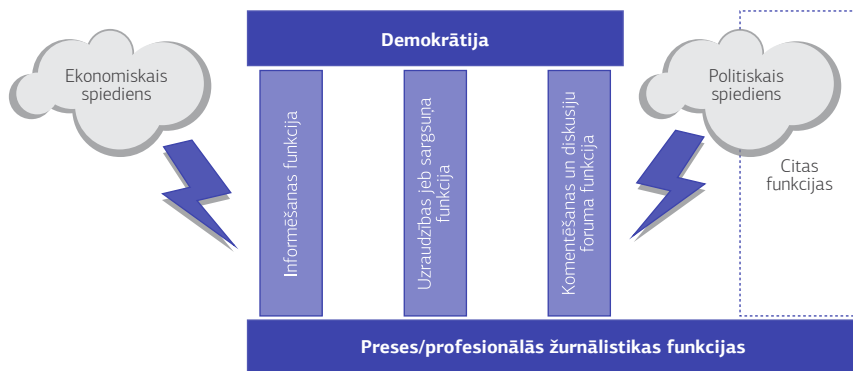 Demokrātija
Ekonomiskais
spiediens
Politiskais
spiediens
Informēšanas funkcija
Uzraudzības jeb sargsuņa
funkcija
Komentēšanas un diskusiju
foruma funkcija
Citas
funkcijas
Preses/profesionālās žurnālistikas funkcijas